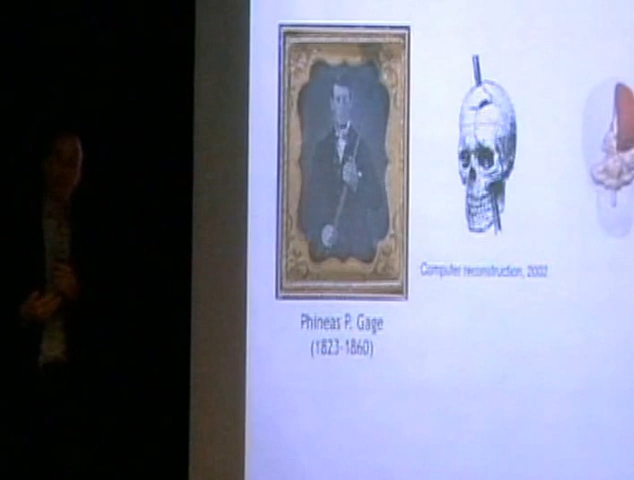 Computer reconstruction, 2002
Phineas P. Gage
(1823-1860)